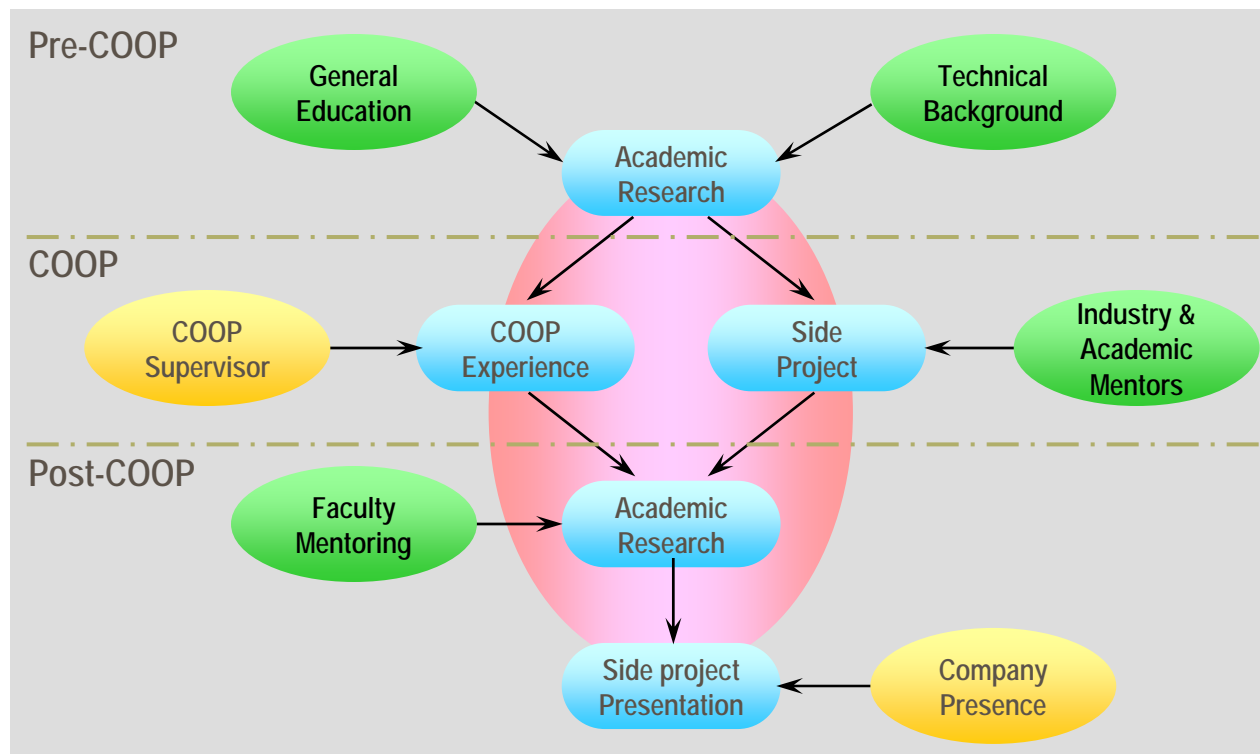 Pre-COOP
General
Education
Technical
Background
Academic
Research
COOP
COOP
Supervisor
COOP
Experience
Side
Project
Industry &
Academic
Mentors
Post-COOP
Faculty
Mentoring
Academic
Research
Side project
Presentation
Company
Presence